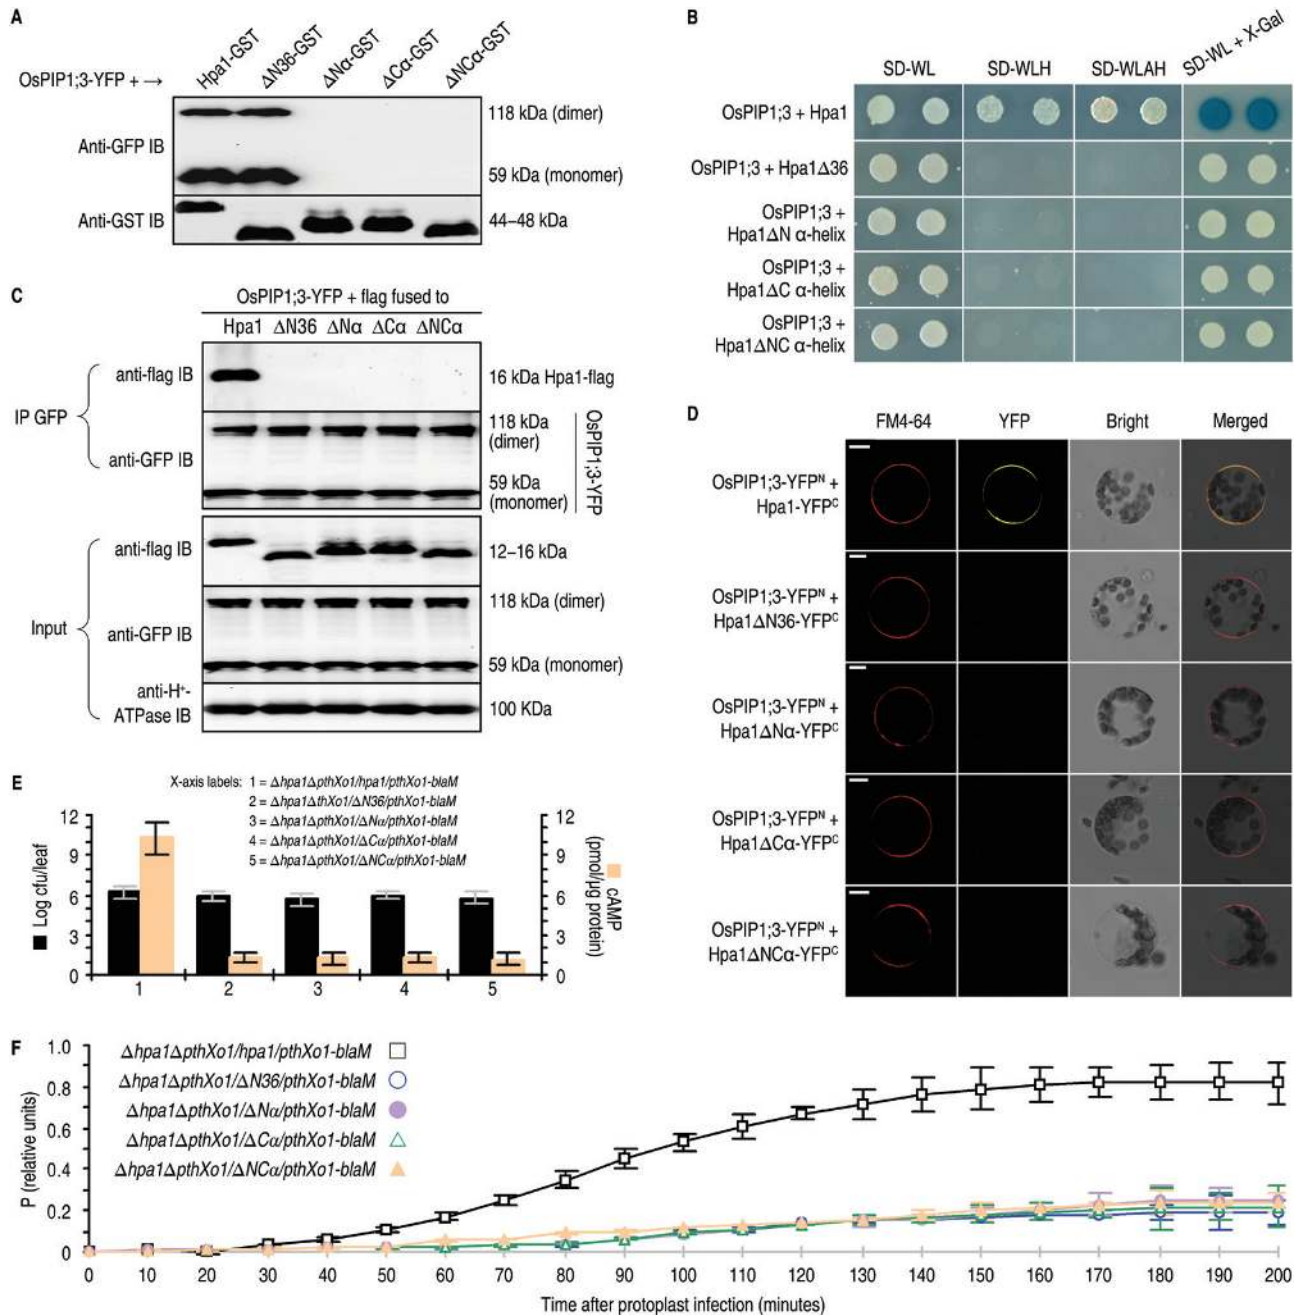 A
Hpa1-GST
ΔN36-GST
ΔNα-GST
ΔCα-GST
ΔNCα-GST
OsPIP1;3-YFP + →
Anti-GFP IB
118 kDa (dimer)
59 kDa (monomer)
Anti-GST IB
44–48 kDa
B
SD-WL
SD-WLH
SD-WLAH
SD-WL + X-Gal
OsPIP1;3 + Hpa1
OsPIP1;3 + Hpa1Δ36
OsPIP1;3 +
Hpa1ΔN α-helix
OsPIP1;3 +
Hpa1ΔC α-helix
OsPIP1;3 +
Hpa1ΔNC α-helix
C
OsPIP1;3-YFP + flag fused to
Hpa1 ΔN36 ΔNα ΔCα ΔNCα
IP GFP
anti-flag IB
16 kDa Hpa1-flag
anti-GFP IB
118 kDa
(dimer)
59 kDa
(monomer)
OsPIP1;3-YFP
Input
anti-flag IB
12–16 kDa
anti-GFP IB
118 kDa (dimer)
59 kDa (monomer)
anti-H⁺-
ATPase IB
100 KDa
D
FM4-64
YFP
Bright
Merged
OsPIP1;3-YFPᴺ +
Hpa1-YFPᶜ
OsPIP1;3-YFPᴺ +
Hpa1ΔN36-YFPᶜ
OsPIP1;3-YFPᴺ +
Hpa1ΔNα-YFPᶜ
OsPIP1;3-YFPᴺ +
Hpa1ΔCα-YFPᶜ
OsPIP1;3-YFPᴺ +
Hpa1ΔNCα-YFPᶜ
E
X-axis labels: 1 = Δhpa1ΔpthXo1/hpa1/pthXo1-blaM
2 = Δhpa1ΔthXo1/ΔN36/pthXo1-blaM
3 = Δhpa1ΔpthXo1/ΔNα/pthXo1-blaM
4 = Δhpa1ΔpthXo1/ΔCα/pthXo1-blaM
5 = Δhpa1ΔpthXo1/ΔNCα/pthXo1-blaM
Log cfu/leaf
12
9
6
3
0
12
9
6
3
0
cAMP
(pmol/µg protein)
1 2 3 4 5
F
Δhpa1ΔpthXo1/hpa1/pthXo1-blaM
Δhpa1ΔpthXo1/ΔN36/pthXo1-blaM
Δhpa1ΔpthXo1/ΔNα/pthXo1-blaM
Δhpa1ΔpthXo1/ΔCα/pthXo1-blaM
Δhpa1ΔpthXo1/ΔNCα/pthXo1-blaM
P (relative units)
1.0
0.8
0.6
0.4
0.2
0
0 10 20 30 40 50 60 70 80 90 100 110 120 130 140 150 160 170 180 190 200
Time after protoplast infection (minutes)